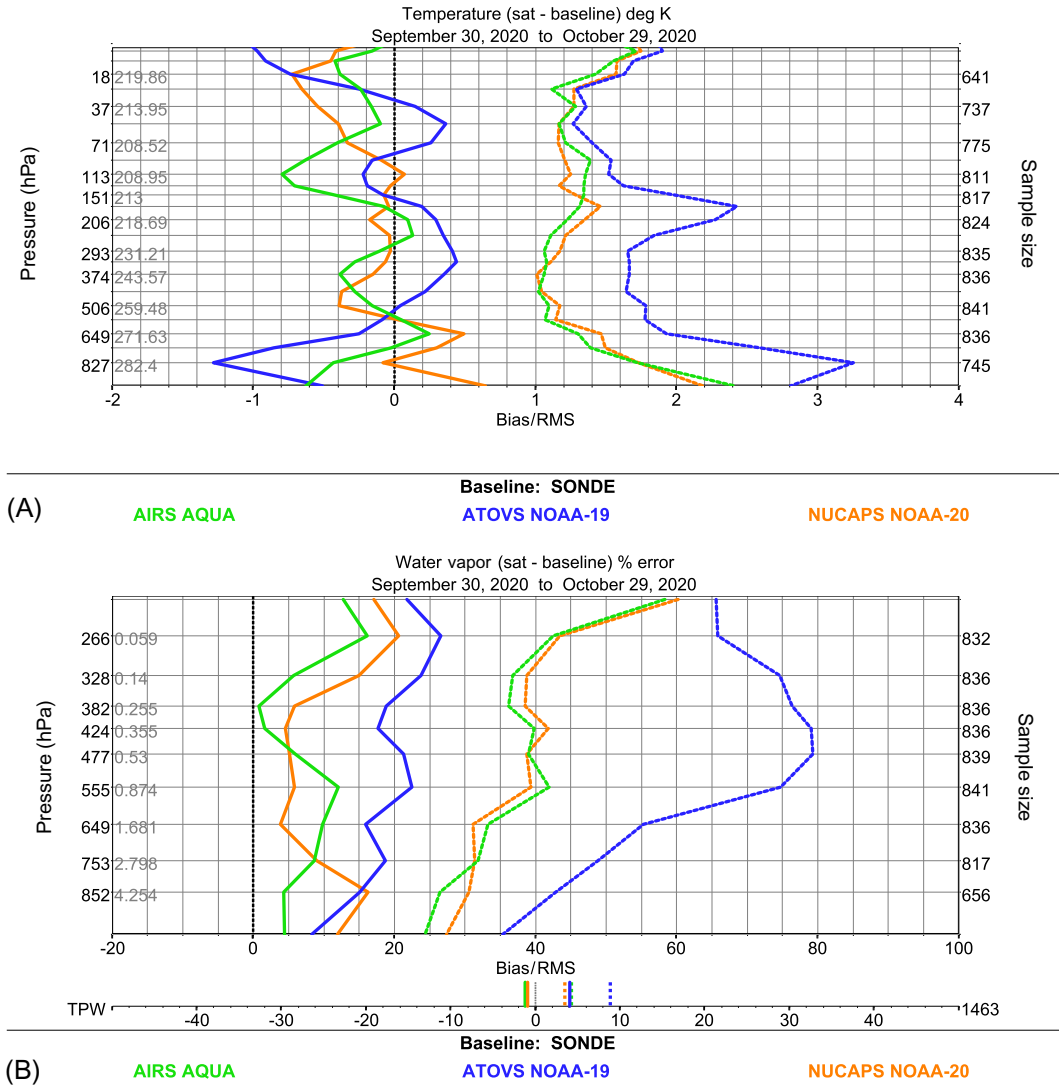 Temperature (sat - baseline) deg K
September 30, 2020 to October 29, 2020
Pressure (hPa)
Sample size
18 219.86 641
37 213.95 737
71 208.52 775
113 208.95 811
151 213 817
206 218.69 824
293 231.21 835
374 243.57 836
506 259.48 841
649 271.63 836
827 282.4 745
-2 -1 0 1 2 3 4
Bias/RMS
Baseline: SONDE
(A)
AIRS AQUA ATOVS NOAA-19 NUCAPS NOAA-20
Water vapor (sat - baseline) % error
September 30, 2020 to October 29, 2020
Pressure (hPa)
Sample size
266 0.059 832
328 0.14 836
382 0.255 836
424 0.355 836
477 0.53 839
555 0.874 841
649 1.681 836
753 2.798 817
852 4.254 656
-20 0 20 40 60 80 100
Bias/RMS
TPW -40 -30 -20 -10 0 10 20 30 40 1463
Baseline: SONDE
(B)
AIRS AQUA ATOVS NOAA-19 NUCAPS NOAA-20